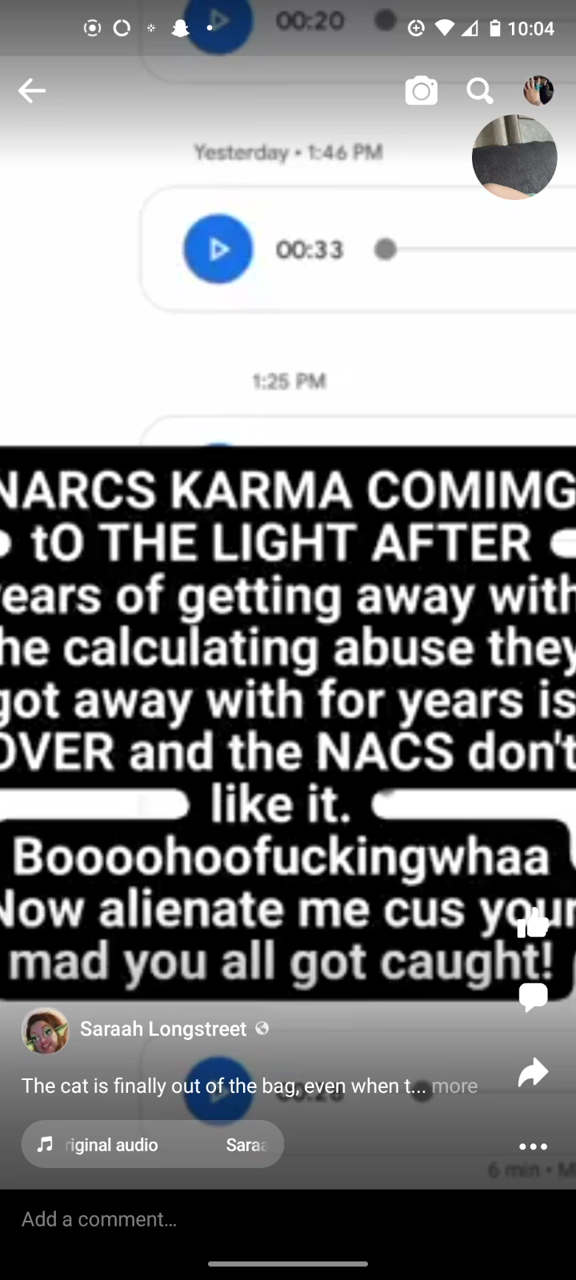 00:20
10:04
Yesterday • 1:46 PM
00:33
1:25 PM
NARCS KARMA COMIMG
tO THE LIGHT AFTER
ears of getting away with
he calculating abuse they
got away with for years is
OVER and the NACS don't
like it.
Boooohoofuckingwhaa
Now alienate me cus your
mad you all got caught!
Saraah Longstreet
The cat is finally out of the bag, even when t... more
riginal audio Saraa
6 min • M
Add a comment...